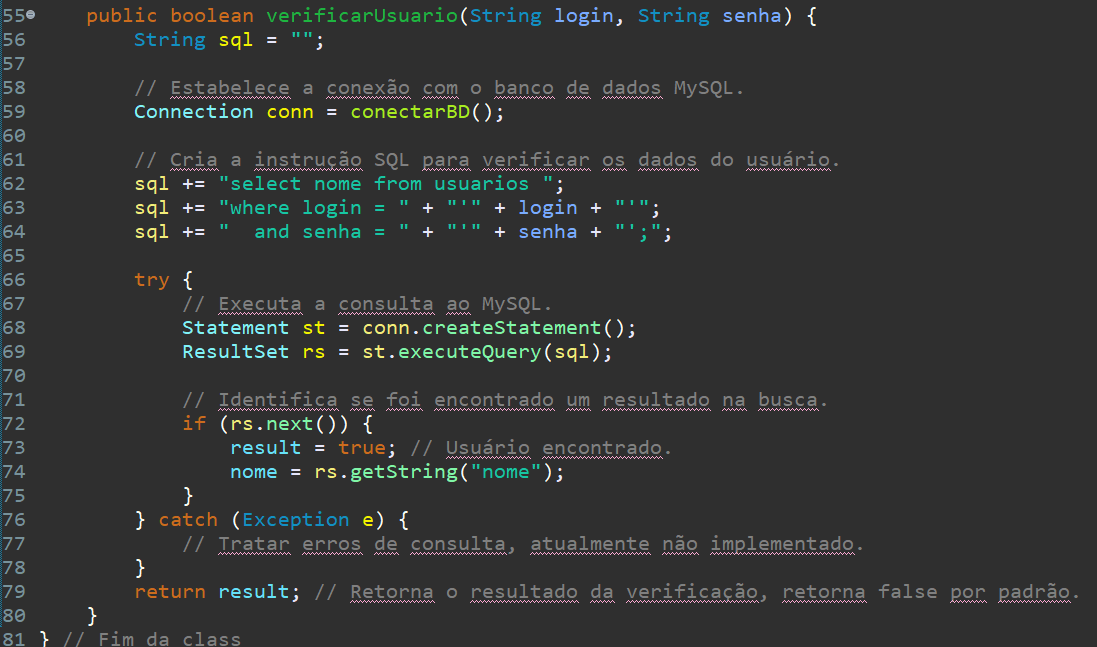 55 public boolean verificarUsuario(String login, String senha) {
56 String sql = "";
57
58 // Estabelece a conexão com o banco de dados MySQL.
59 Connection conn = conectarBD();
60
61 // Cria a instrução SQL para verificar os dados do usuário.
62 sql += "select nome from usuarios ";
63 sql += "where login = " + "'" + login + "'";
64 sql += "  and senha = " + "'" + senha + "';";
65
66 try {
67 // Executa a consulta ao MySQL.
68 Statement st = conn.createStatement();
69 ResultSet rs = st.executeQuery(sql);
70
71 // Identifica se foi encontrado um resultado na busca.
72 if (rs.next()) {
73 result = true; // Usuário encontrado.
74 nome = rs.getString("nome");
75 }
76 } catch (Exception e) {
77 // Tratar erros de consulta, atualmente não implementado.
78 }
79 return result; // Retorna o resultado da verificação, retorna false por padrão.
80 }
81 } // Fim da class